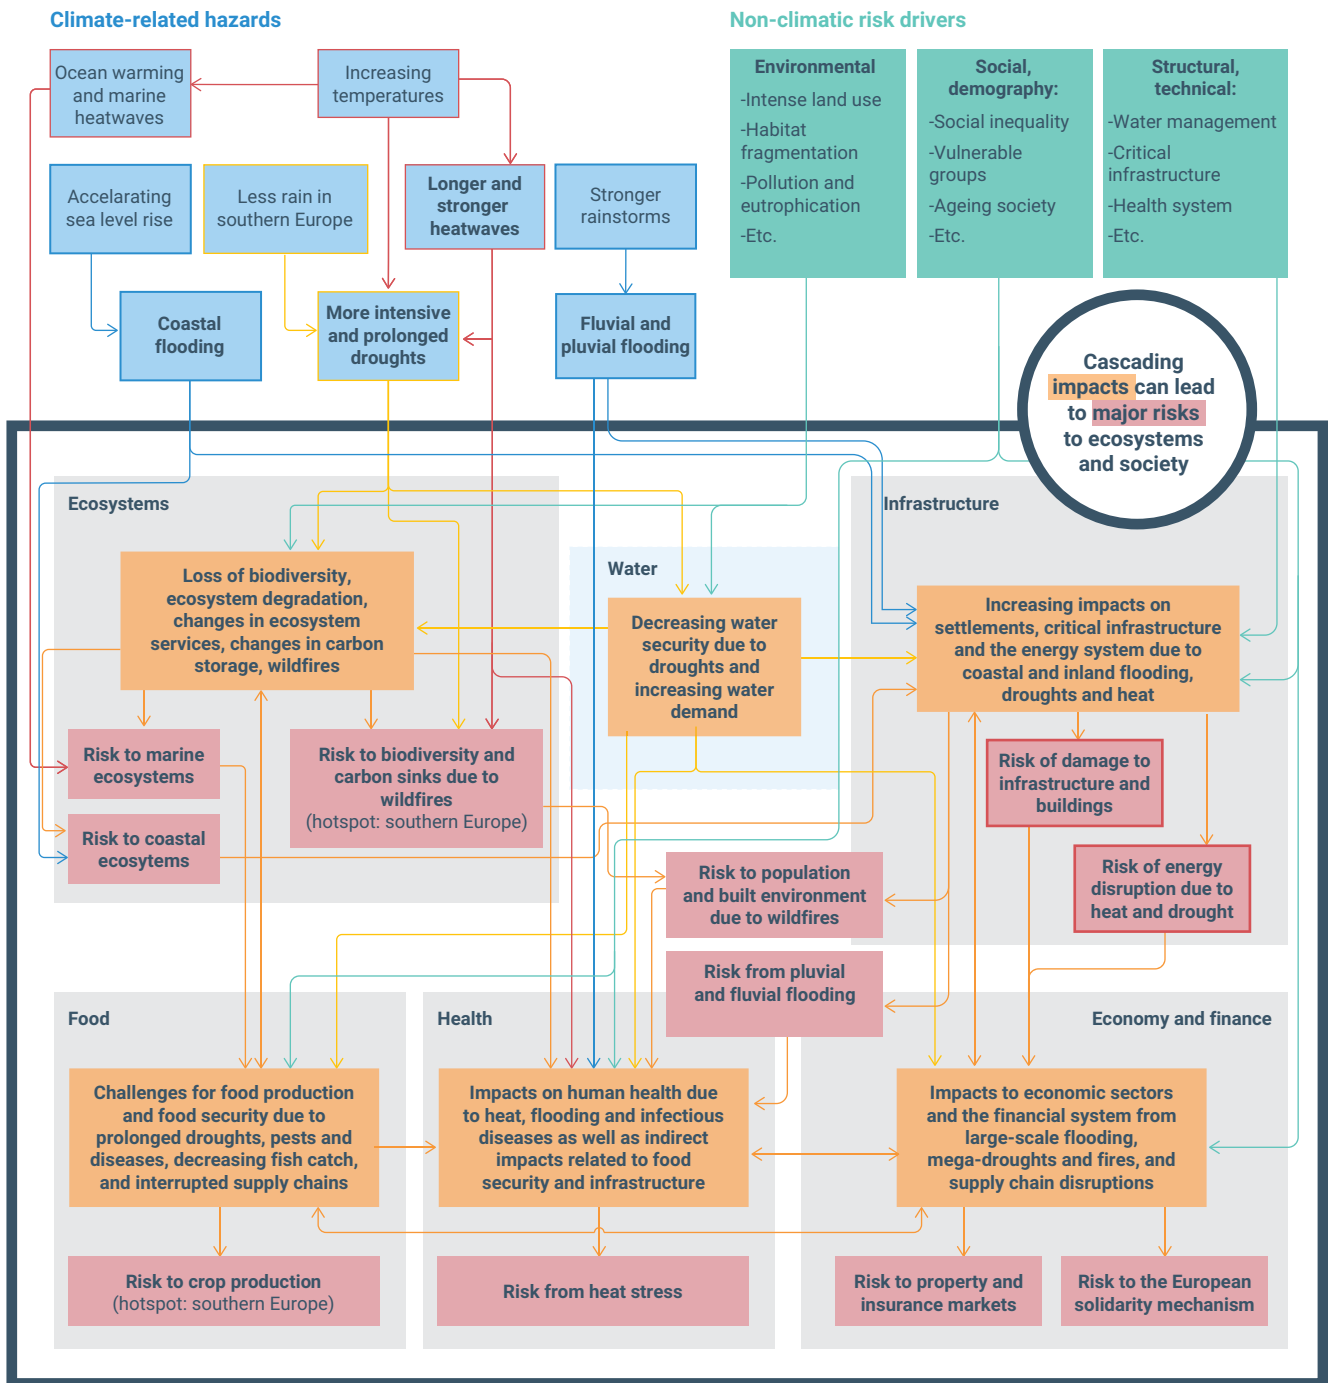 Climate-related hazards
Non-climatic risk drivers
Ocean warming
and marine
heatwaves
Increasing
temperatures
Environmental
-Intense land use
-Habitat
fragmentation
-Pollution and
eutrophication
-Etc.
Social,
demography:
-Social inequality
-Vulnerable
groups
-Ageing society
-Etc.
Structural,
technical:
-Water management
-Critical
infrastructure
-Health system
-Etc.
Accelarating
sea level rise
Less rain in
southern Europe
Longer and
stronger
heatwaves
Stronger
rainstorms
Coastal
flooding
More intensive
and prolonged
droughts
Fluvial and
pluvial flooding
Cascading
impacts can lead
to major risks
to ecosystems
and society
Ecosystems
Infrastructure
Water
Loss of biodiversity,
ecosystem degradation,
changes in ecosystem
services, changes in carbon
storage, wildfires
Decreasing water
security due to
droughts and
increasing water
demand
Increasing impacts on
settlements, critical infrastructure
and the energy system due to
coastal and inland flooding,
droughts and heat
Risk to marine
ecosystems
Risk to biodiversity and
carbon sinks due to
wildfires
(hotspot: southern Europe)
Risk of damage to
infrastructure and
buildings
Risk to coastal
ecosytems
Risk to population
and built environment
due to wildfires
Risk of energy
disruption due to
heat and drought
Risk from pluvial
and fluvial flooding
Food
Health
Economy and finance
Challenges for food production
and food security due to
prolonged droughts, pests and
diseases, decreasing fish catch,
and interrupted supply chains
Impacts on human health due
to heat, flooding and infectious
diseases as well as indirect
impacts related to food
security and infrastructure
Impacts to economic sectors
and the financial system from
large-scale flooding,
mega-droughts and fires, and
supply chain disruptions
Risk to crop production
(hotspot: southern Europe)
Risk from heat stress
Risk to property and
insurance markets
Risk to the European
solidarity mechanism